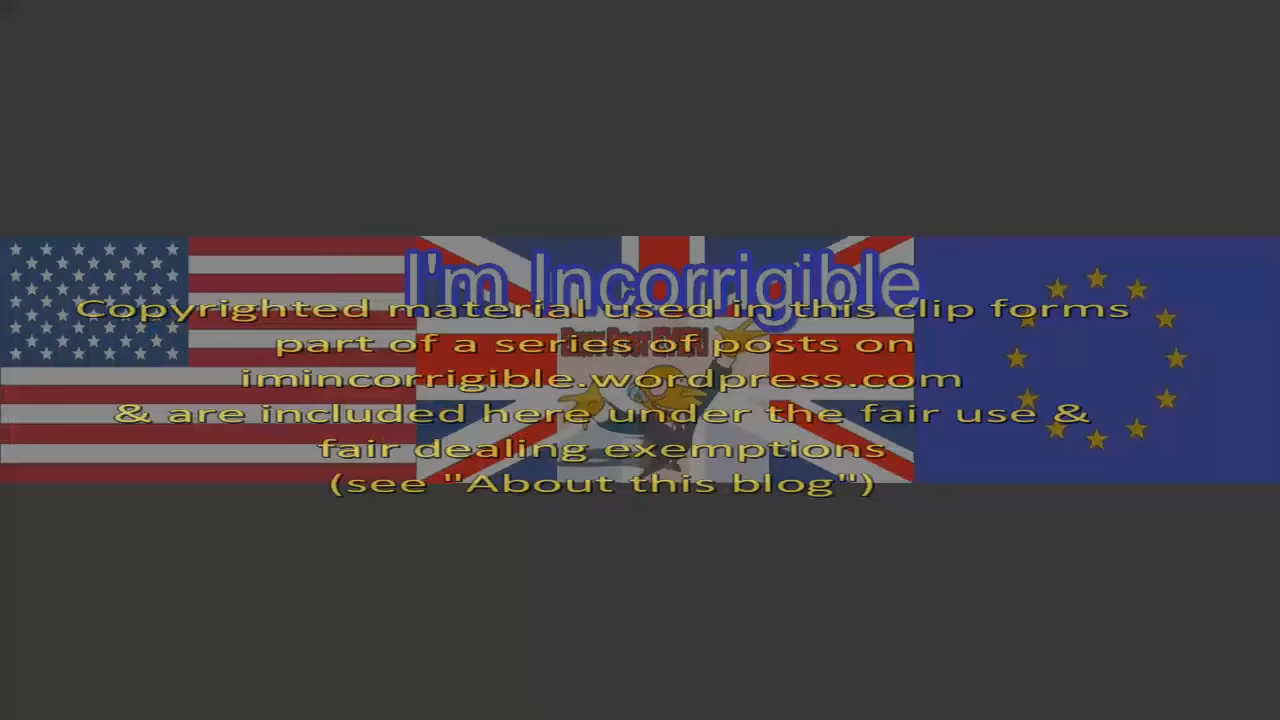 I'm Incorrigible
Copyrighted material used in this clip forms
part of a series of posts on
imincorrigible.wordpress.com
& are included here under the fair use &
fair dealing exemptions
(see "About this blog")